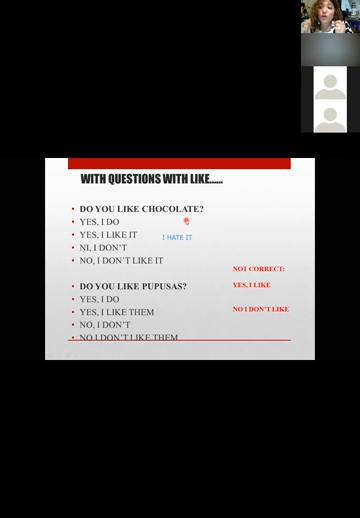 WITH QUESTIONS WITH LIKE......
• DO YOU LIKE CHOCOLATE?
• YES, I DO
• YES, I LIKE IT
I HATE IT
• NI, I DON'T
• NO, I DON`T LIKE IT
• DO YOU LIKE PUPUSAS?
• YES, I DO
• YES, I LIKE THEM
• NO, I DON'T
• NO I DON'T LIKE THEM
NOT CORRECT:
YES, I LIKE
NO I DON'T LIKE